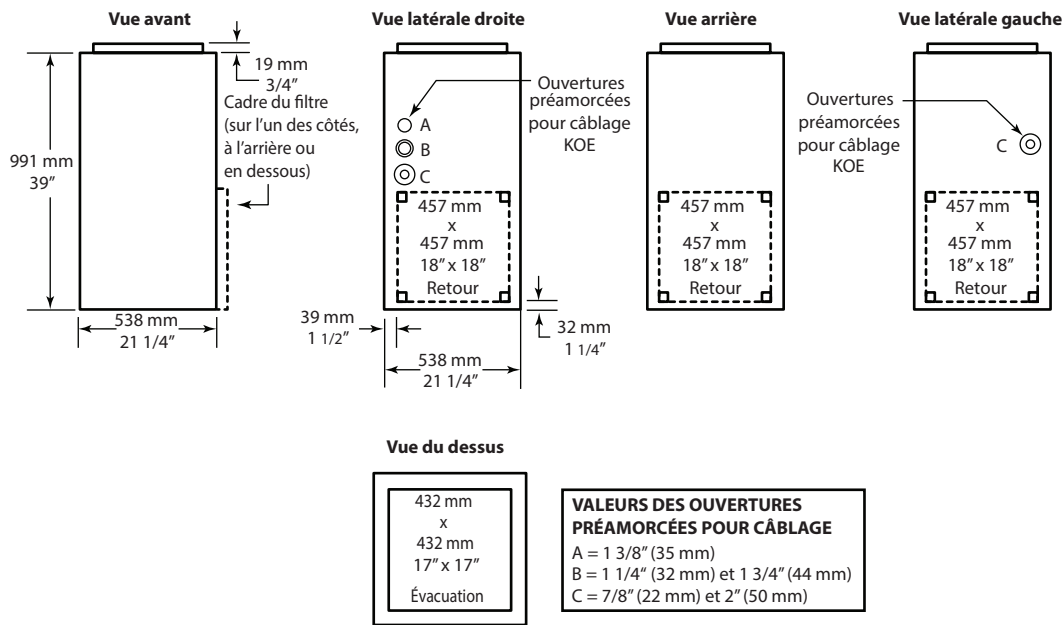 Vue avant
19 mm
3/4"
Cadre du filtre
(sur l'un des côtés,
à l'arrière ou
en dessous)
991 mm
39"
538 mm
21 1/4"
Vue latérale droite
Ouvertures
préamorcées
pour câblage
KOE
A
B
C
457 mm
x
457 mm
18" x 18"
Retour
39 mm
1 1/2"
32 mm
1 1/4"
538 mm
21 1/4"
Vue arrière
457 mm
x
457 mm
18" x 18"
Retour
Vue latérale gauche
Ouvertures
préamorcées
pour câblage
KOE
C
457 mm
x
457 mm
18" x 18"
Retour
Vue du dessus
432 mm
x
432 mm
17" x 17"
Évacuation
VALEURS DES OUVERTURES
PRÉAMORCÉES POUR CÂBLAGE
A = 1 3/8" (35 mm)
B = 1 1/4" (32 mm) et 1 3/4" (44 mm)
C = 7/8" (22 mm) et 2" (50 mm)